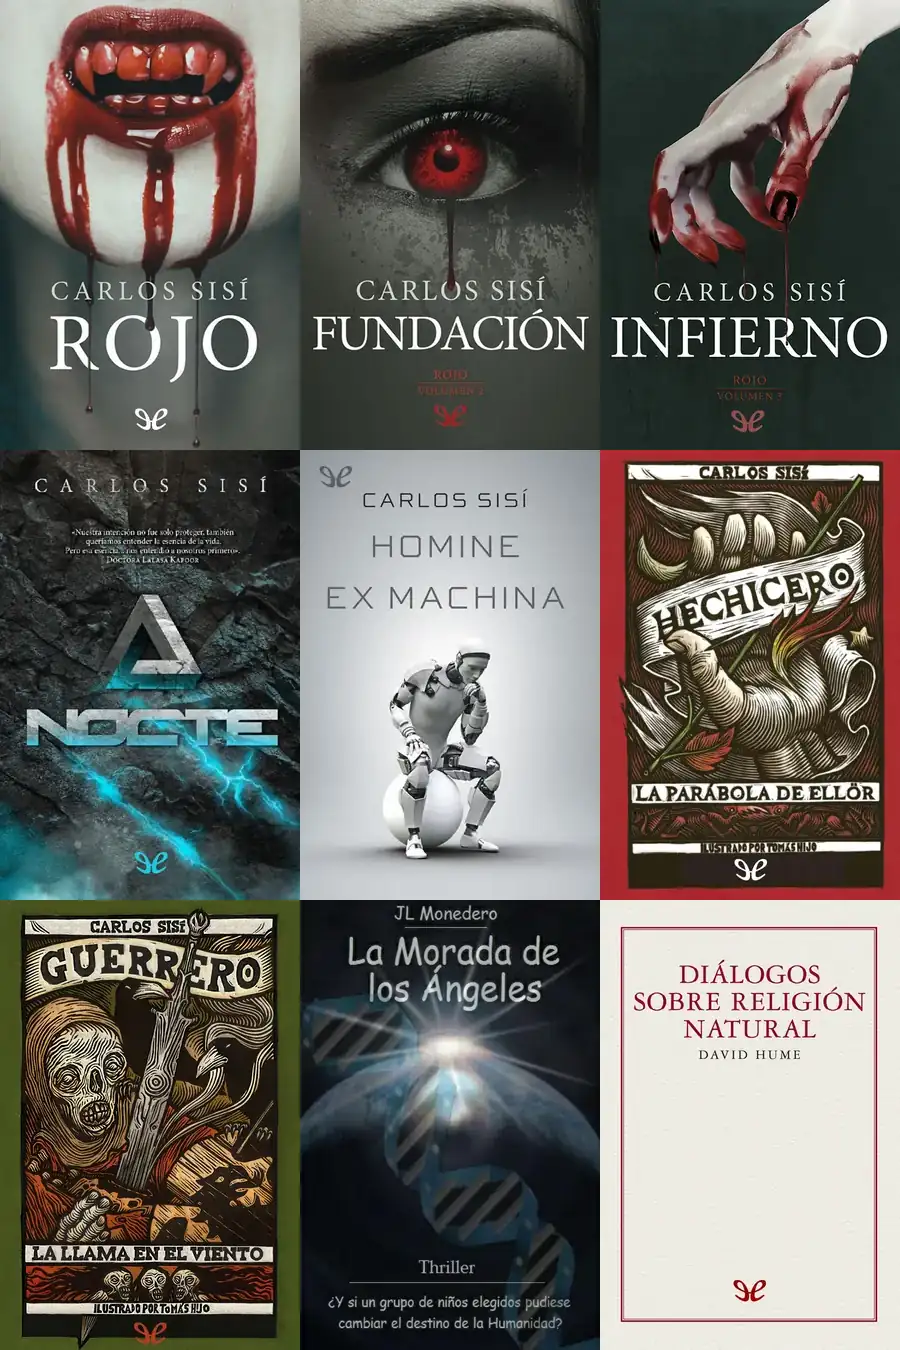 CARLOS SISÍ
ROJO
CARLOS SISÍ
FUNDACIÓN
ROJO
VOLUMEN 2
CARLOS SISÍ
INFIERNO
ROJO
VOLUMEN 3
CARLOS SISÍ
«Nuestra intención no fue solo proteger, también
queríamos entender la esencia de la vida.
Pero esa esencia... nos entendió a nosotros primero».
DOCTORA LALASA KAPOOR
NOCTE
CARLOS SISÍ
HOMINE
EX MACHINA
CARLOS SISÍ
HECHICERO
LA PARÁBOLA DE ELLÖR
ILUSTRADO POR TOMÁS HIJO
CARLOS SISÍ
GUERRERO
LA LLAMA EN EL VIENTO
ILUSTRADO POR TOMÁS HIJO
JL Monedero
La Morada de
los Ángeles
Thriller
¿Y si un grupo de niños elegidos pudiese
cambiar el destino de la Humanidad?
DIÁLOGOS
SOBRE RELIGIÓN
NATURAL
DAVID HUME